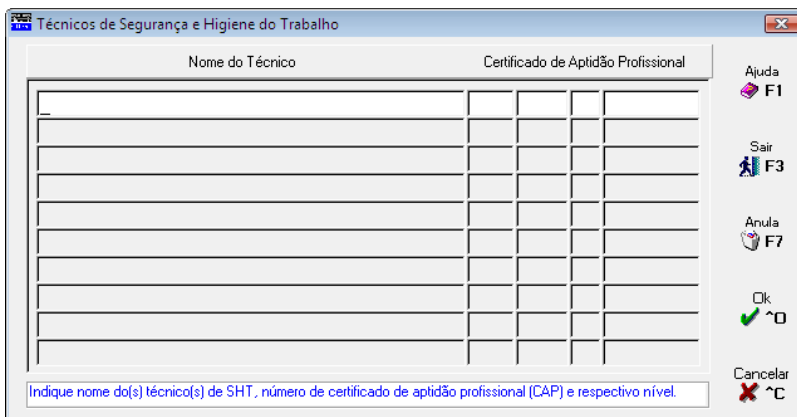 Técnicos de Segurança e Higiene do Trabalho
Nome do Técnico Certificado de Aptidão Profissional
Ajuda
F1
Sair
F3
Anula
F7
Ok
^O
Cancelar
^C
Indique nome do(s) técnico(s) de SHT, número de certificado de aptidão profissional (CAP) e respectivo nível.